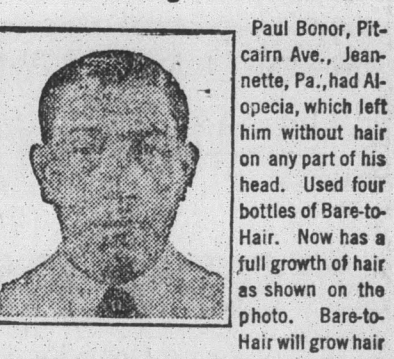 Paul Bonor, Pit-
cairn Ave., Jean-
nette, Pa., had Al-
opecia, which left
him without hair
on any part of his
head. Used four
bottles of Bare-to-
Hair. Now has a
full growth of hair
as shown on the
photo. Bare-to-
Hair will grow hair